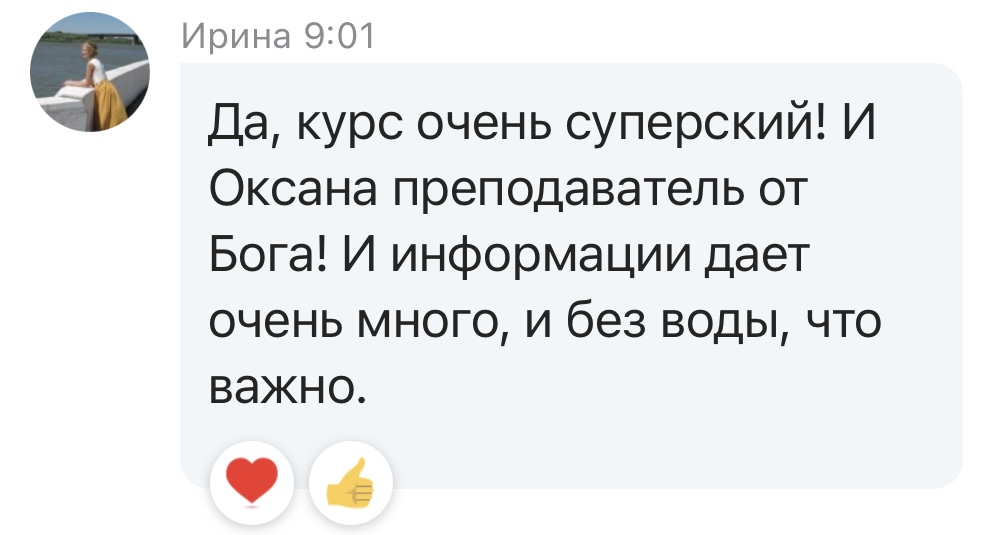 Ирина 9:01
Да, курс очень суперский! И
Оксана преподаватель от
Бога! И информации дает
очень много, и без воды, что
важно.